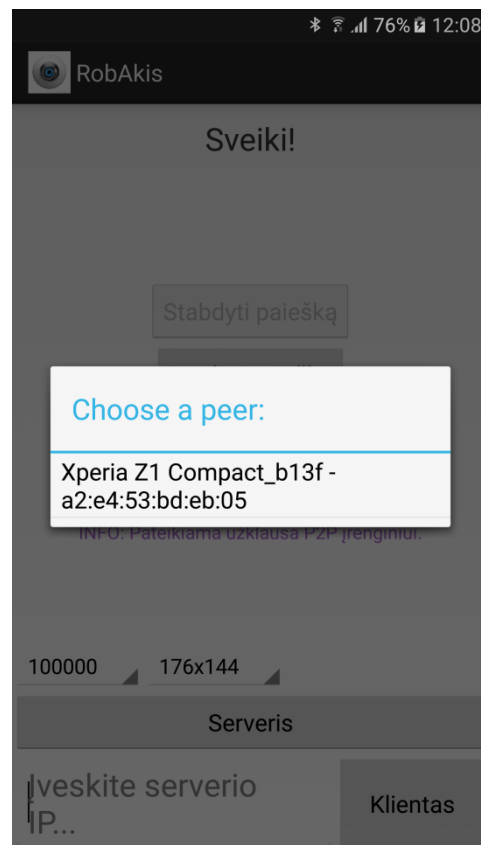 76% 12:08
RobAkis
Sveiki!
Stabdyti paiešką
Choose a peer:
Xperia Z1 Compact_b13f -
a2:e4:53:bd:eb:05
INFO: Pateikiama užklausa P2P įrenginiui.
100000 176x144
Serveris
Įveskite serverio
IP...
Klientas